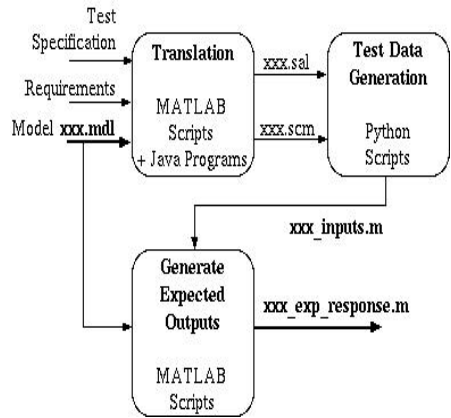 Test
Specification
Requirements
Model xxx.mdl
Translation
MATLAB
Scripts
+ Java Programs
xxx.sal
xxx.scm
Test Data
Generation
Python
Scripts
xxx_inputs.m
Generate
Expected
Outputs
MATLAB
Scripts
xxx_exp_response.m